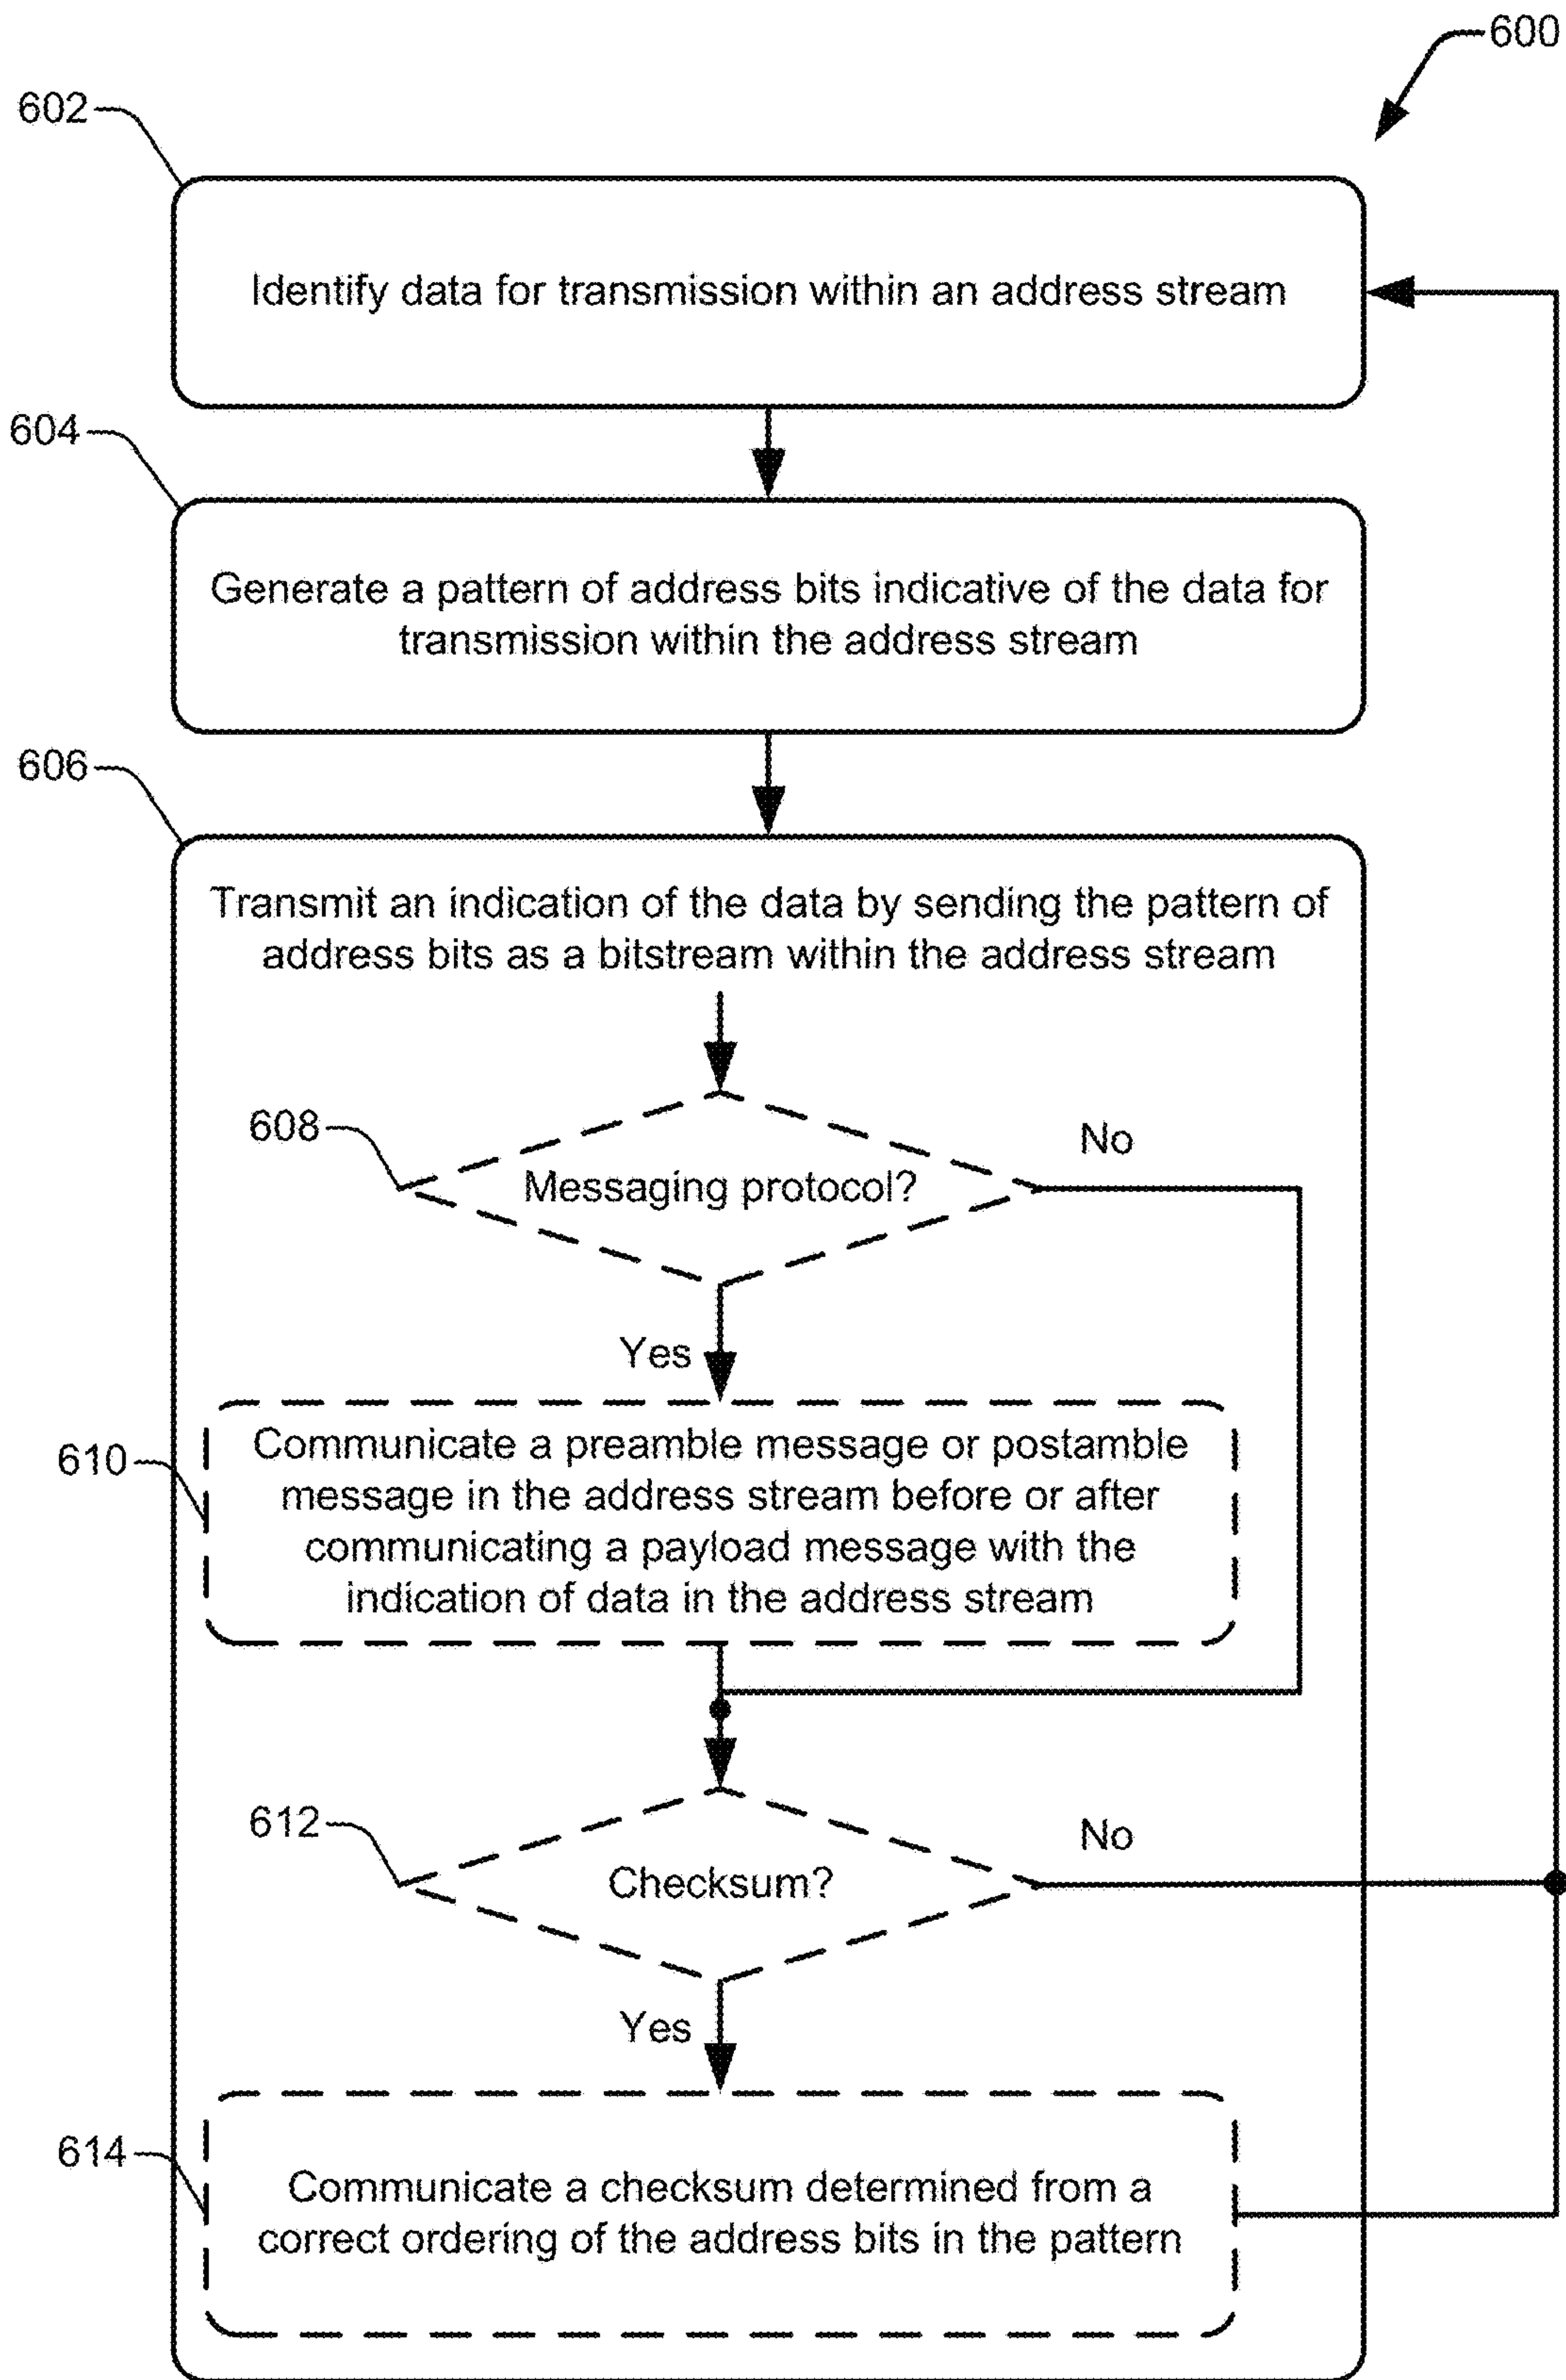 600
602
Identify data for transmission within an address stream
604
Generate a pattern of address bits indicative of the data for
transmission within the address stream
606
Transmit an indication of the data by sending the pattern of
address bits as a bitstream within the address stream
608
No
Messaging protocol?
Yes
610
Communicate a preamble message or postamble
message in the address stream before or after
communicating a payload message with the
indication of data in the address stream
612
No
Checksum?
Yes
614
Communicate a checksum determined from a
correct ordering of the address bits in the pattern